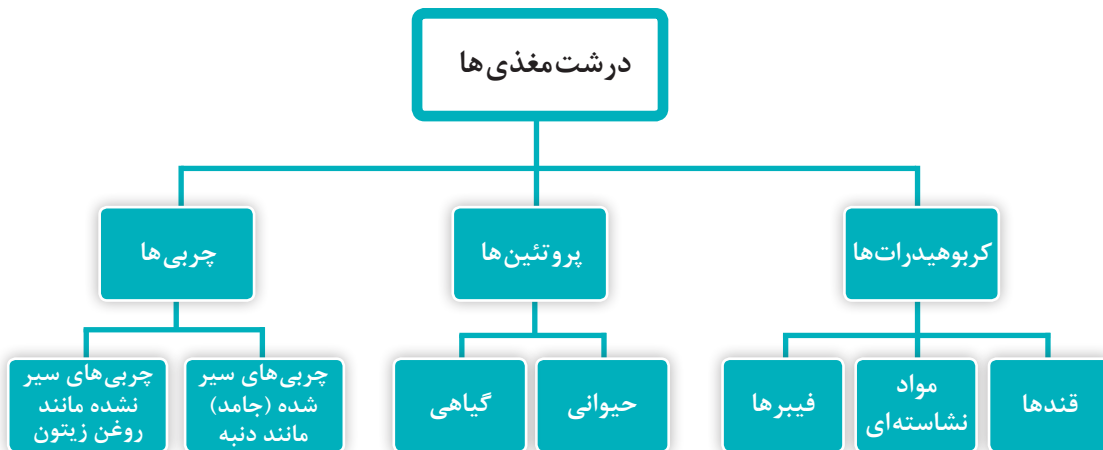 درشت‌مغذی‌ها
کربوهیدرات‌ها
پروتئین‌ها
چربی‌ها
قندها
مواد
نشاسته‌ای
فیبرها
حیوانی
گیاهی
چربی‌های سیر
شده (جامد)
مانند دنبه
چربی‌های سیر
نشده مانند
روغن زیتون